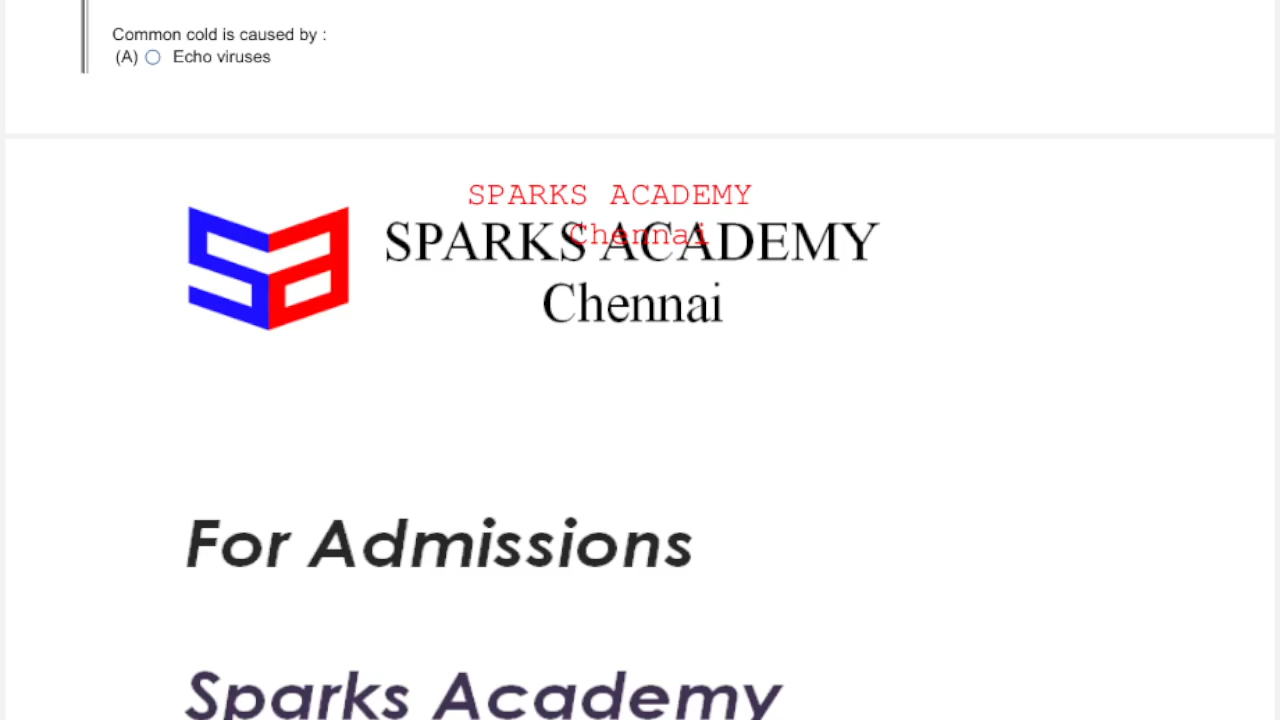 Common cold is caused by :
(A) Echo viruses
SPARKS ACADEMY
Chennai
SPARKS ACADEMY
Chennai
For Admissions
Sparks Academy